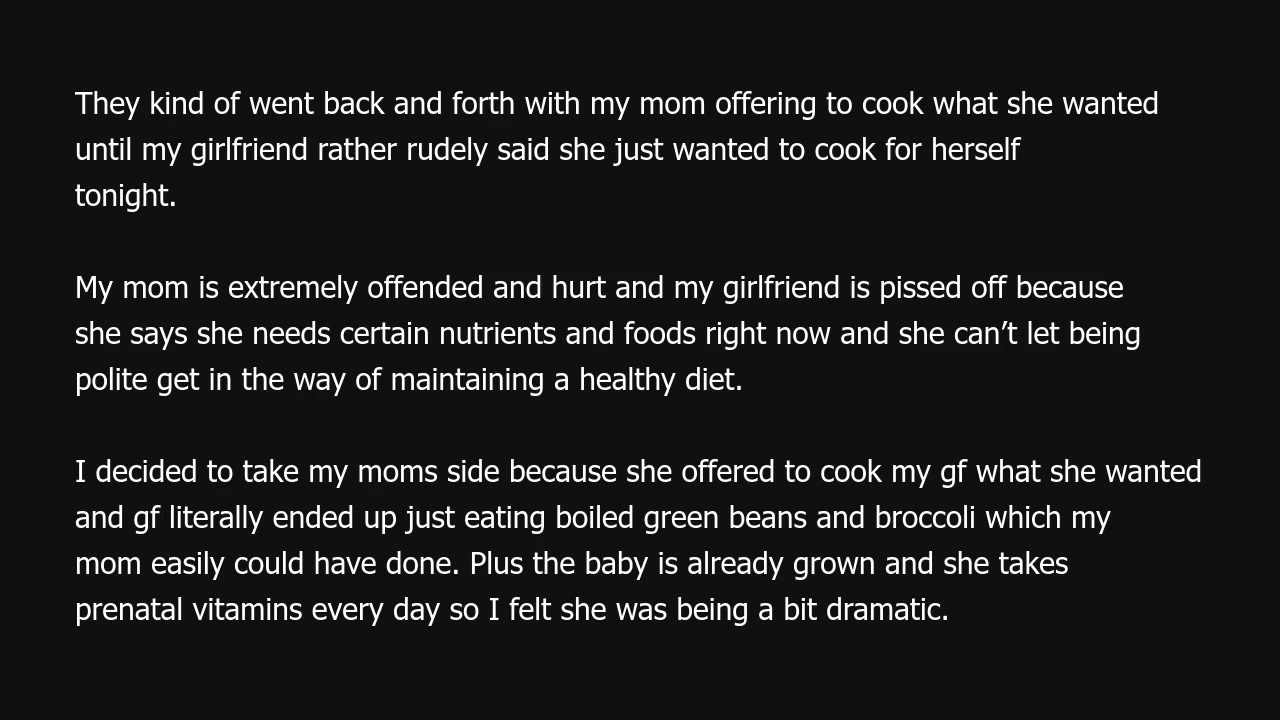 They kind of went back and forth with my mom offering to cook what she wanted
until my girlfriend rather rudely said she just wanted to cook for herself
tonight.
My mom is extremely offended and hurt and my girlfriend is pissed off because
she says she needs certain nutrients and foods right now and she can’t let being
polite get in the way of maintaining a healthy diet.
I decided to take my moms side because she offered to cook my gf what she wanted
and gf literally ended up just eating boiled green beans and broccoli which my
mom easily could have done. Plus the baby is already grown and she takes
prenatal vitamins every day so I felt she was being a bit dramatic.